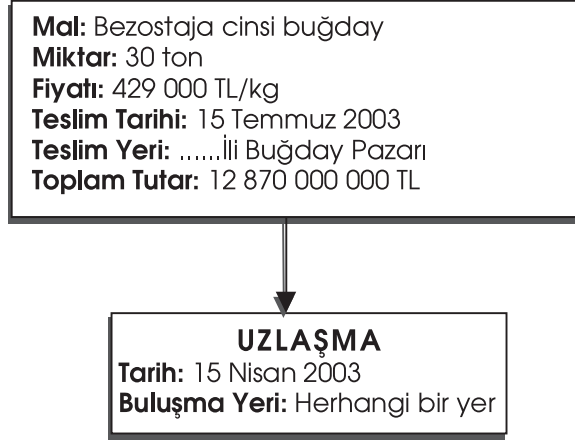 Mal: Bezostaja cinsi buğday
Miktar: 30 ton
Fiyatı: 429 000 TL/kg
Teslim Tarihi: 15 Temmuz 2003
Teslim Yeri: ......İli Buğday Pazarı
Toplam Tutar: 12 870 000 000 TL
UZLAŞMA
Tarih: 15 Nisan 2003
Buluşma Yeri: Herhangi bir yer